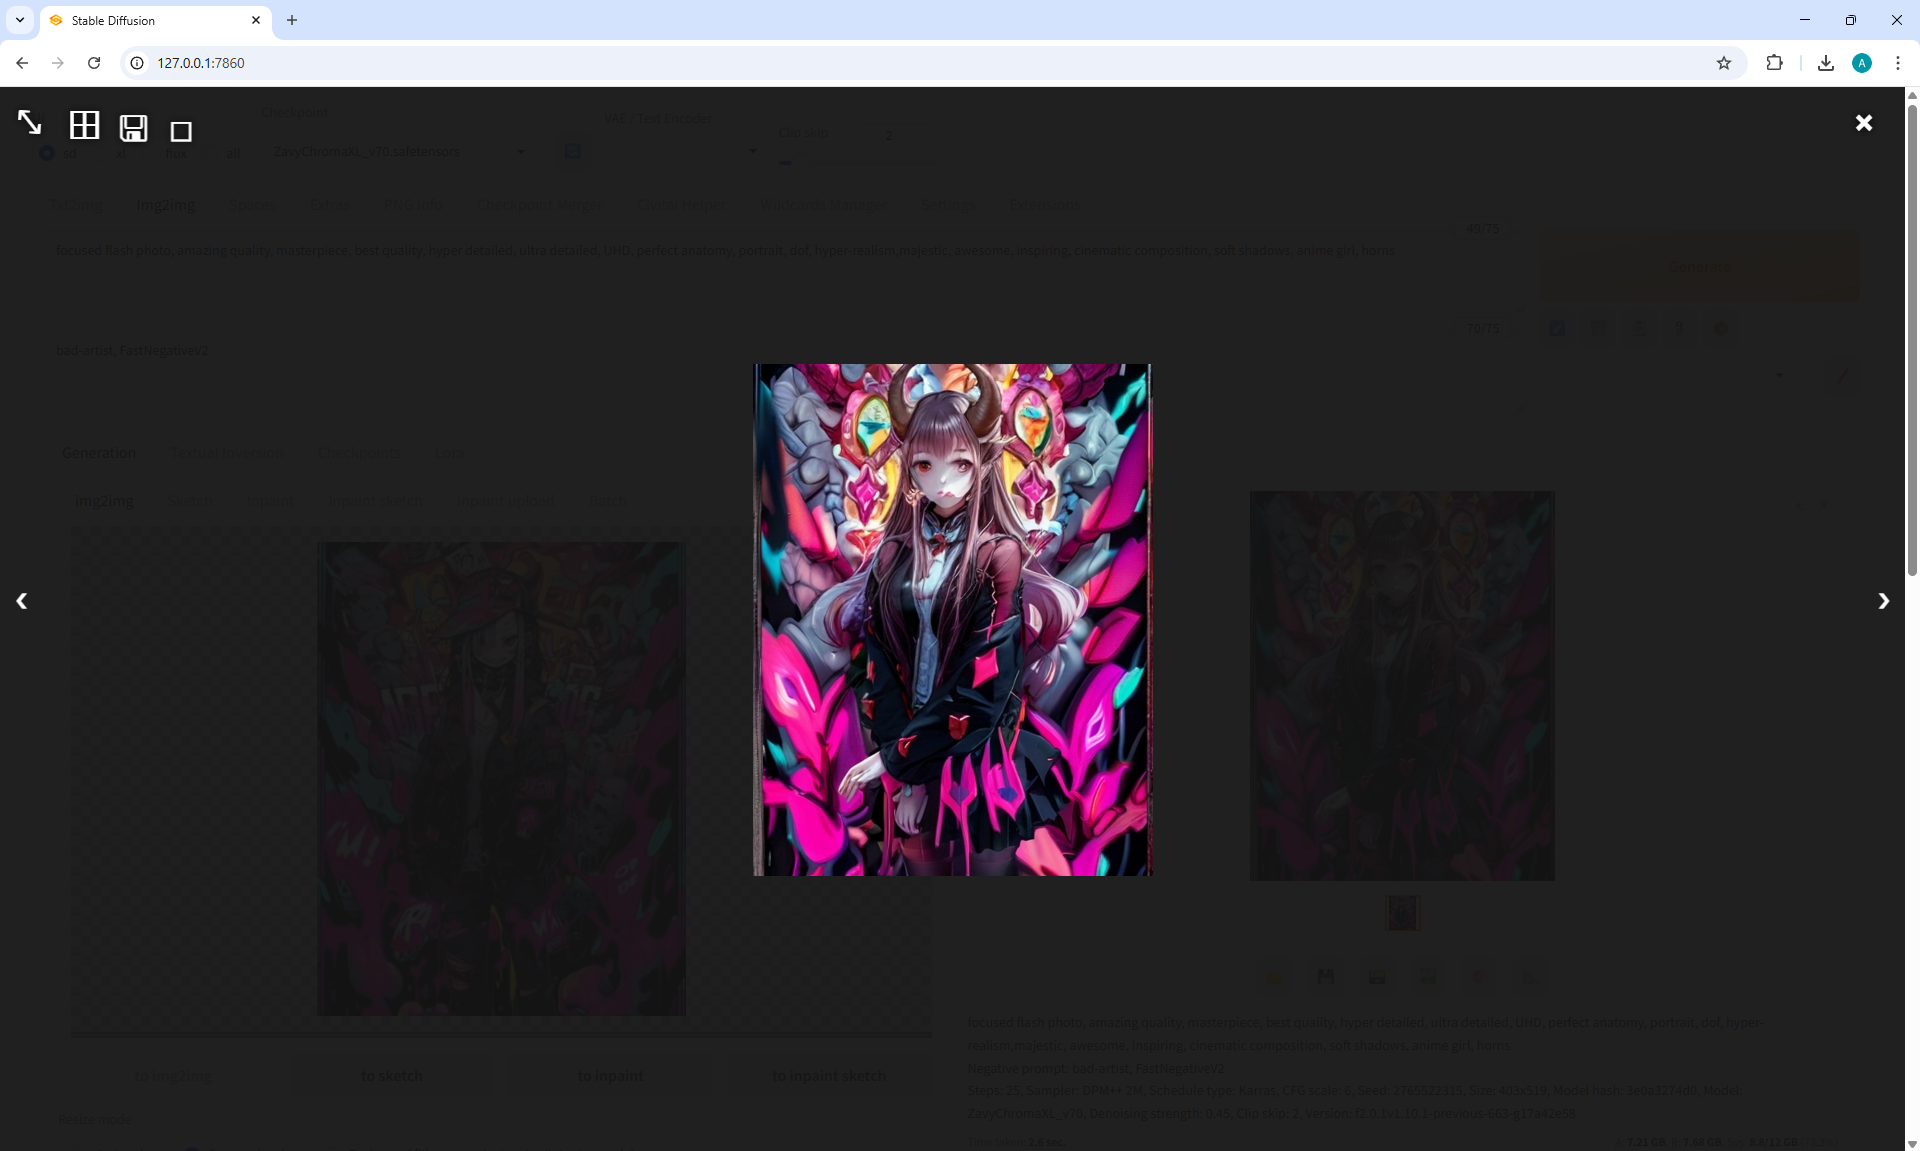 Stable Diffusion
127.0.0.1:7860
Checkpoint
VAE / Text Encoder
Clip skip
2
sd
xl
flux
all
ZavyChromaXL_v70.safetensors
Txt2img
Img2img
Spaces
Extras
PNG Info
Checkpoint Merger
Civitai Helper
Wildcards Manager
Settings
Extensions
49/75
focused flash photo, amazing quality, masterpiece, best quality, hyper detailed, ultra detailed, UHD, perfect anatomy, portrait, dof, hyper-realism,majestic, awesome, inspiring, cinematic composition, soft shadows, anime girl, horns
Generate
70/75
bad-artist, FastNegativeV2
Generation
Textual Inversion
Checkpoints
Lora
img2img
Sketch
Inpaint
Inpaint sketch
Inpaint upload
Batch
focused flash photo, amazing quality, masterpiece, best quality, hyper detailed, ultra detailed, UHD, perfect anatomy, portrait, dof, hyper-
realism,majestic, awesome, inspiring, cinematic composition, soft shadows, anime girl, horns
Negative prompt: bad-artist, FastNegativeV2
to img2img
to sketch
to inpaint
to inpaint sketch
Steps: 25, Sampler: DPM++ 2M, Schedule type: Karras, CFG scale: 6, Seed: 2765522315, Size: 403x519, Model hash: 3e0a3274d0, Model:
ZavyChromaXL_v70, Denoising strength: 0.45, Clip skip: 2, Version: f2.0.1v1.10.1-previous-663-g17a42e58
Resize mode
2.6 sec.